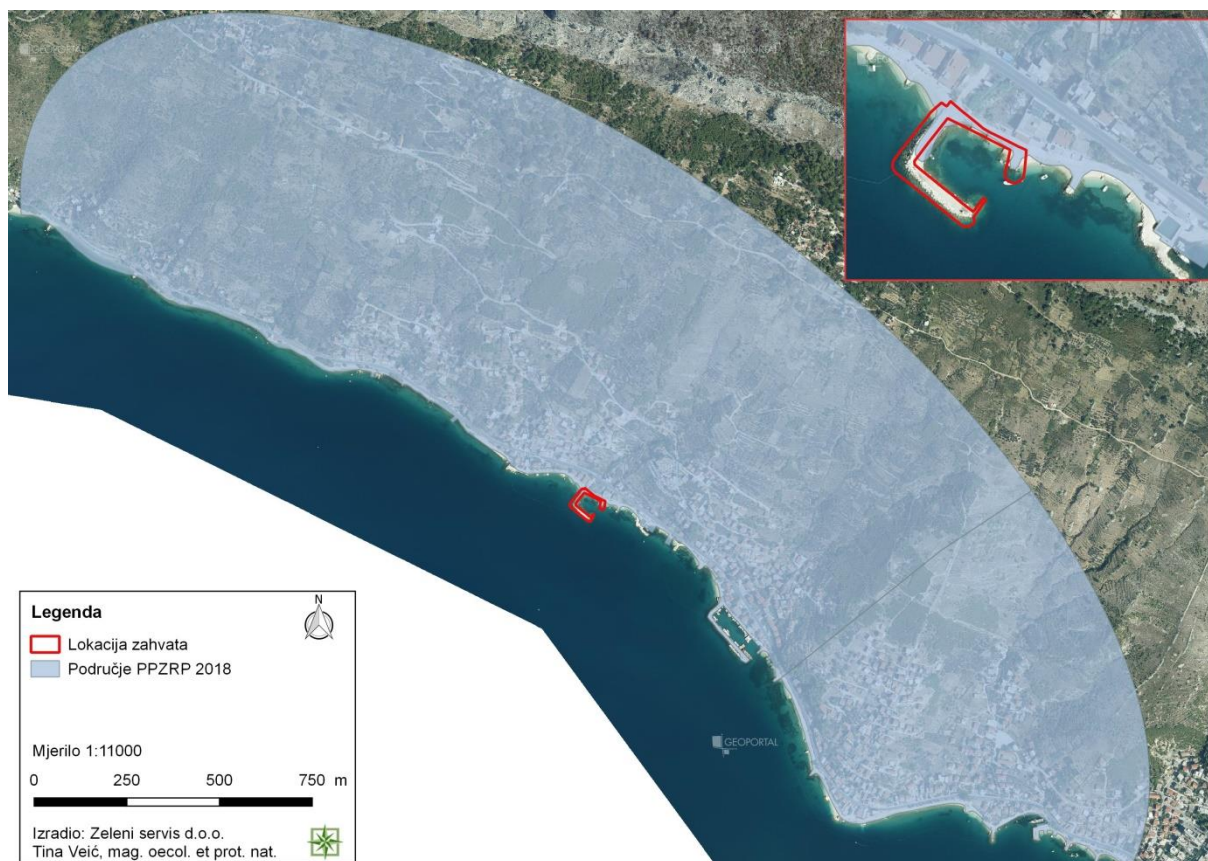 GEOPORTAL
GEOPORTAL
GEOPORTAL
Legenda
N
Lokacija zahvata
Područje PPZRP 2018
Mjerilo 1:11000
0 250 500 750 m
Izradio: Zeleni servis d.o.o.
Tina Veić, mag. oecol. et prot. nat.